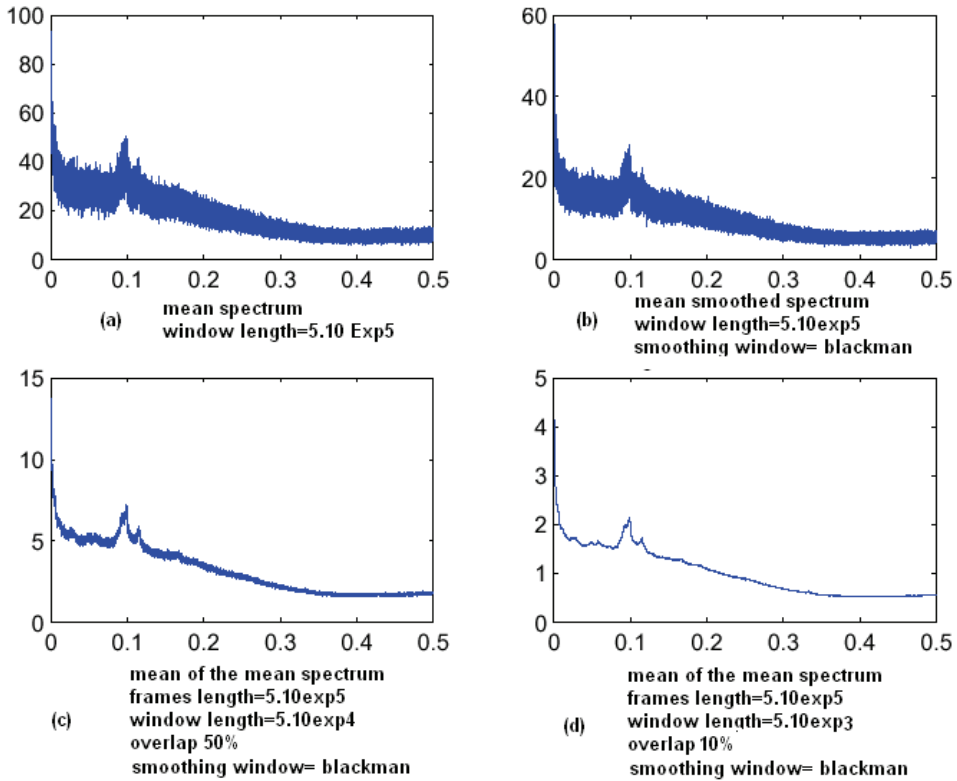 100
80
60
40
20
0
0 0.1 0.2 0.3 0.4 0.5
(a)
mean spectrum
window length=5.10 Exp5
60
40
20
0
0 0.1 0.2 0.3 0.4 0.5
(b)
mean smoothed spectrum
window length=5.10exp5
smoothing window= blackman
15
10
5
0
0 0.1 0.2 0.3 0.4 0.5
(c)
mean of the mean spectrum
frames length=5.10exp5
window length=5.10exp4
overlap 50%
smoothing window= blackman
5
4
3
2
1
0
0 0.1 0.2 0.3 0.4 0.5
(d)
mean of the mean spectrum
frames length=5.10exp5
window length=5.10exp3
overlap 10%
smoothing window= blackman